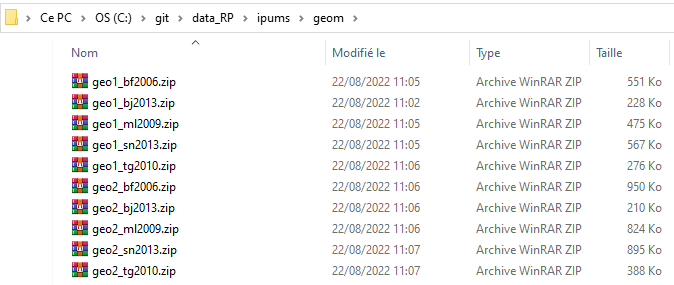 Ce PC > OS (C:) > git > data_RP > ipums > geom >
Nom Modifié le Type Taille
geo1_bf2006.zip 22/08/2022 11:05 Archive WinRAR ZIP 551 Ko
geo1_bj2013.zip 22/08/2022 11:02 Archive WinRAR ZIP 228 Ko
geo1_ml2009.zip 22/08/2022 11:05 Archive WinRAR ZIP 475 Ko
geo1_sn2013.zip 22/08/2022 11:05 Archive WinRAR ZIP 567 Ko
geo1_tg2010.zip 22/08/2022 11:06 Archive WinRAR ZIP 276 Ko
geo2_bf2006.zip 22/08/2022 11:06 Archive WinRAR ZIP 950 Ko
geo2_bj2013.zip 22/08/2022 11:06 Archive WinRAR ZIP 210 Ko
geo2_ml2009.zip 22/08/2022 11:06 Archive WinRAR ZIP 824 Ko
geo2_sn2013.zip 22/08/2022 11:07 Archive WinRAR ZIP 895 Ko
geo2_tg2010.zip 22/08/2022 11:07 Archive WinRAR ZIP 388 Ko